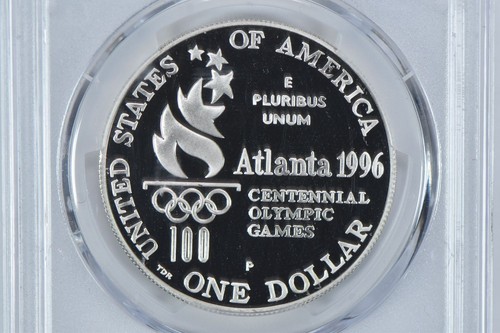 UNITED STATES OF AMERICA
E
PLURIBUS
UNUM
Atlanta 1996
CENTENNIAL
OLYMPIC
GAMES
100
P
TDR
ONE DOLLAR